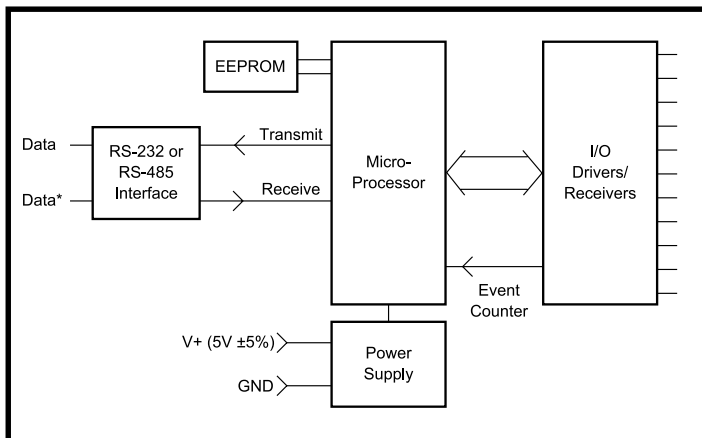 EEPROM
Data
RS-232 or
RS-485
Interface
Data*
Transmit
Receive
Micro-
Processor
I/O
Drivers/
Receivers
Event
Counter
V+ (5V ±5%)
GND
Power
Supply